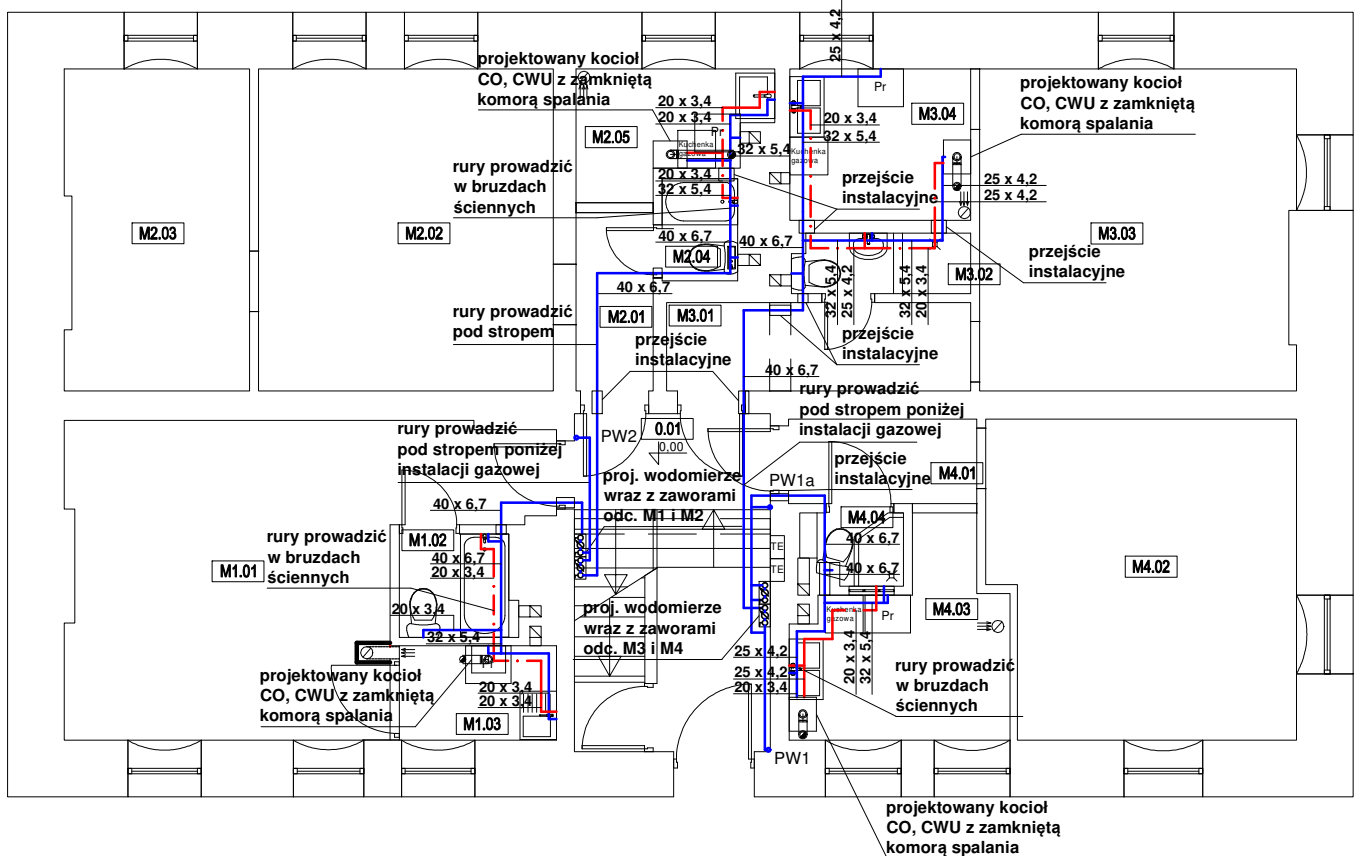 25 x 4,2
projektowany kocioł
CO, CWU z zamkniętą
komorą spalania
20 x 3,4
20 x 3,4
Pr
M2.05
Kuchenka
gazowa
32 x 5,4
20 x 3,4
32 x 5,4
rury prowadzić
w bruzdach
ściennych
M2.03
M2.02
40 x 6,7
M2.04
40 x 6,7
M2.01
M3.01
rury prowadzić
pod stropem
Pr
M3.04
20 x 3,4
32 x 5,4
Kuchenka
gazowa
projektowany kocioł
CO, CWU z zamkniętą
komorą spalania
25 x 4,2
25 x 4,2
przejście
instalacyjne
M3.03
40 x 6,7
32 x 5,4
25 x 4,2
32 x 5,4
20 x 3,4
M3.02
przejście
instalacyjne
przejście
instalacyjne
przejście
instalacyjne
40 x 6,7
rury prowadzić
pod stropem poniżej
instalacji gazowej
rury prowadzić
pod stropem poniżej
instalacji gazowej
PW2
0.01
0.00
przejście
instalacyjne
M4.01
proj. wodomierze
wraz z zaworami
odc. M1 i M2
PW1a
40 x 6,7
M1.02
rury prowadzić
w bruzdach
ściennych
40 x 6,7
20 x 3,4
M1.01
M4.04
40 x 6,7
40 x 6,7
TE
TE
M4.02
20 x 3,4
32 x 5,4
proj. wodomierze
wraz z zaworami
odc. M3 i M4
Kuchenka
gazowa
Pr
M4.03
25 x 4,2
25 x 4,2
20 x 3,4
20 x 3,4
32 x 5,4
rury prowadzić
w bruzdach
ściennych
projektowany kocioł
CO, CWU z zamkniętą
komorą spalania
20 x 3,4
20 x 3,4
M1.03
PW1
projektowany kocioł
CO, CWU z zamkniętą
komorą spalania